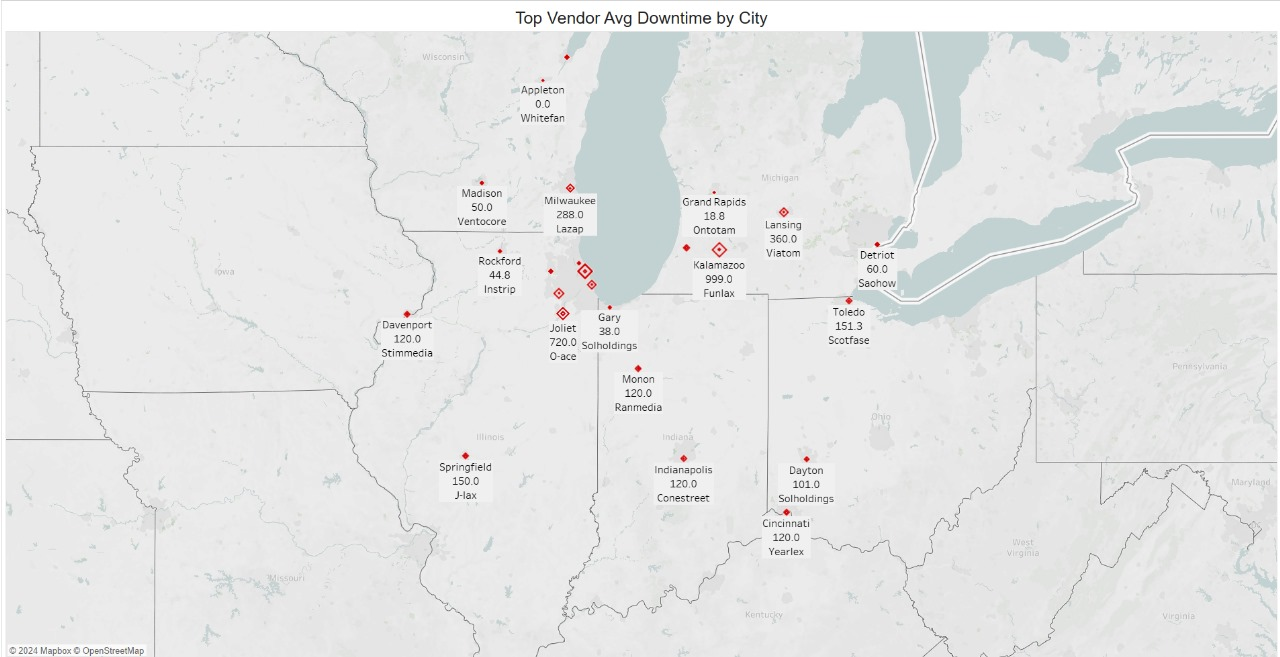 Top Vendor Avg Downtime by City
Wisconsin
Appleton
0.0
Whitefan
Madison
50.0
Ventocore
Milwaukee
288.0
Lazap
Michigan
Grand Rapids
18.8
Ontotam
Lansing
360.0
Viatom
Rockford
44.8
Instrip
Kalamazoo
999.0
Funlax
Detriot
60.0
Saohow
Iowa
Davenport
120.0
Stimmedia
Joliet
720.0
O-ace
Gary
38.0
Solholdings
Toledo
151.3
Scotfase
Monon
120.0
Ranmedia
Pennsylvania
Illinois
Indiana
Ohio
Springfield
150.0
J-lax
Indianapolis
120.0
Conestreet
Dayton
101.0
Solholdings
Maryland
Cincinnati
120.0
Yearlex
West
Virginia
Missouri
Kentucky
Virginia
© 2024 Mapbox © OpenStreetMap